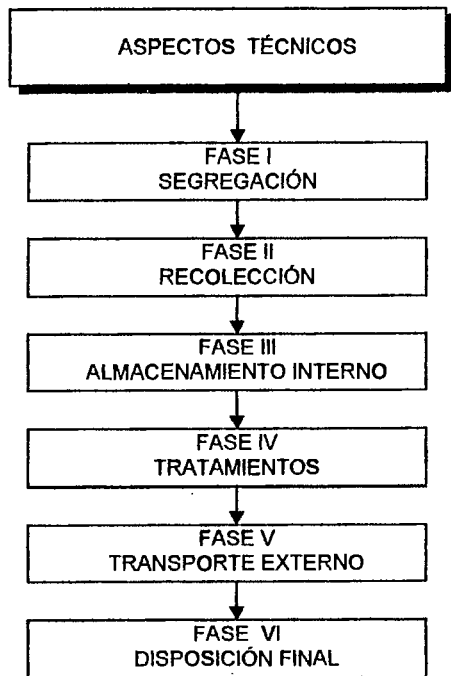 ASPECTOS TÉCNICOS
FASE I
SEGREGACIÓN
FASE II
RECOLECCIÓN
FASE III
ALMACENAMIENTO INTERNO
FASE IV
TRATAMIENTOS
FASE V
TRANSPORTE EXTERNO
FASE VI
DISPOSICIÓN FINAL